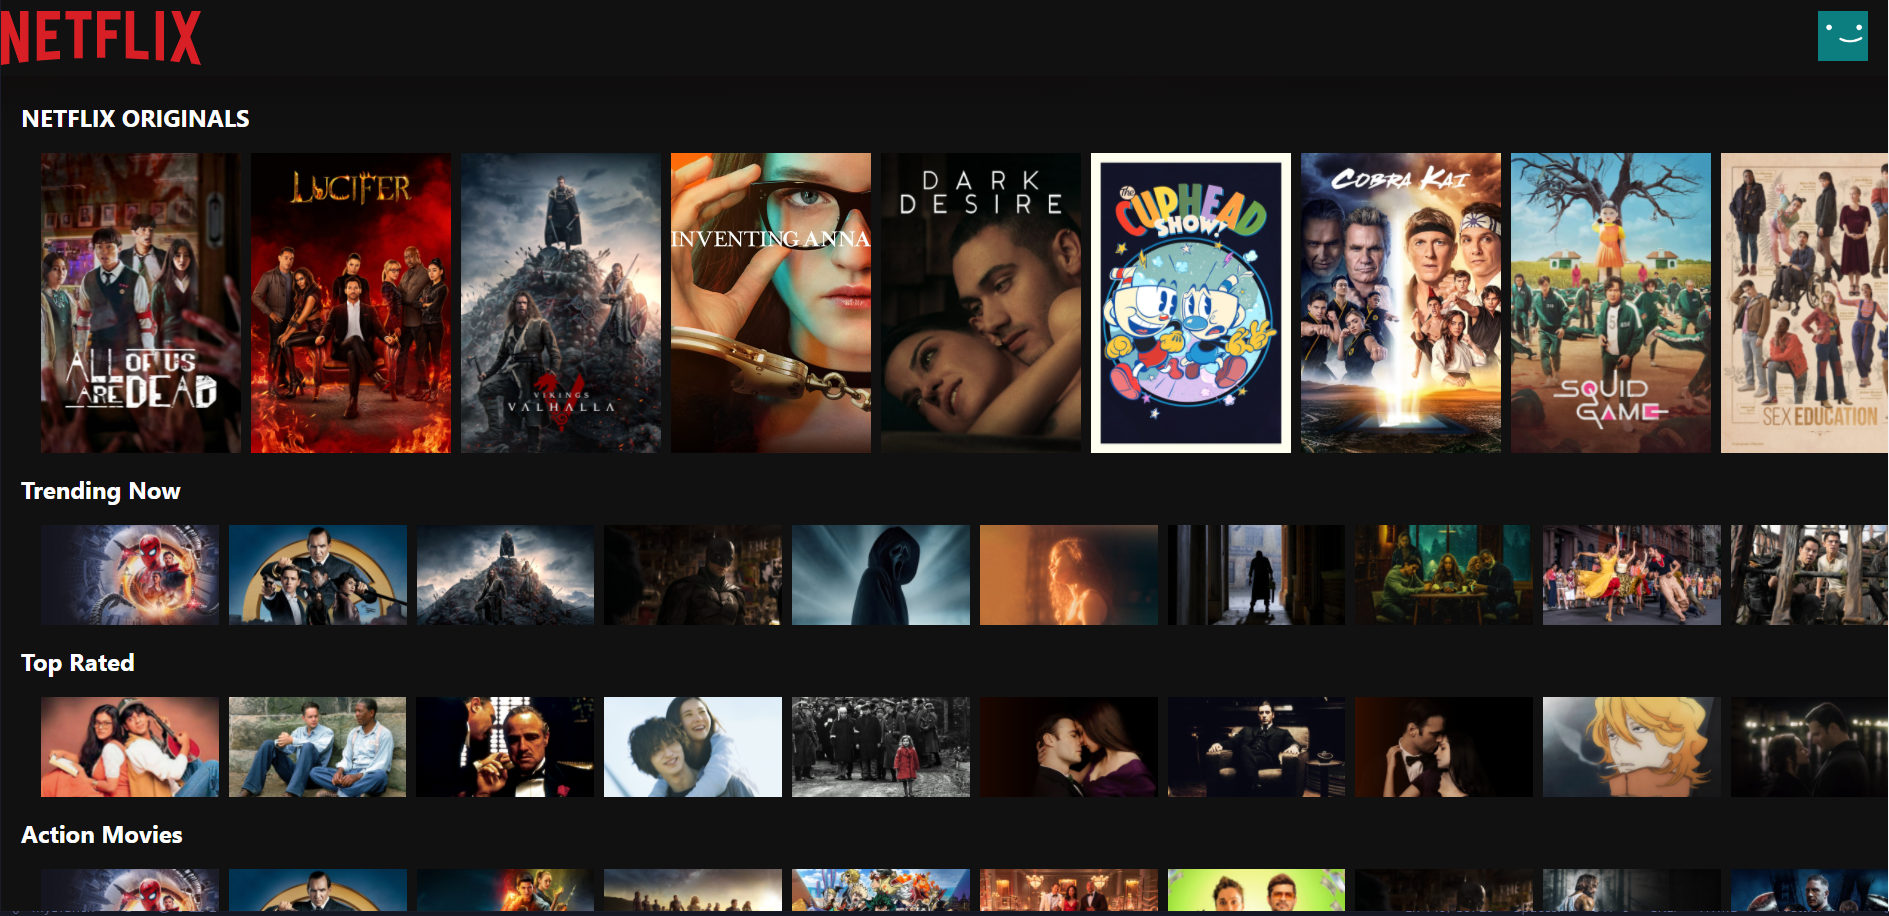 NETFLIX
NETFLIX ORIGINALS
ALL OF US
ARE DEAD
LUCIFER
VIKINGS
VALHALLA
INVENTING ANNA
DARK
DESIRE
THE
CUPHEAD
SHOW!
COBRA KAI
SQUID
GAME
SEX EDUCATION
Trending Now
Top Rated
Action Movies